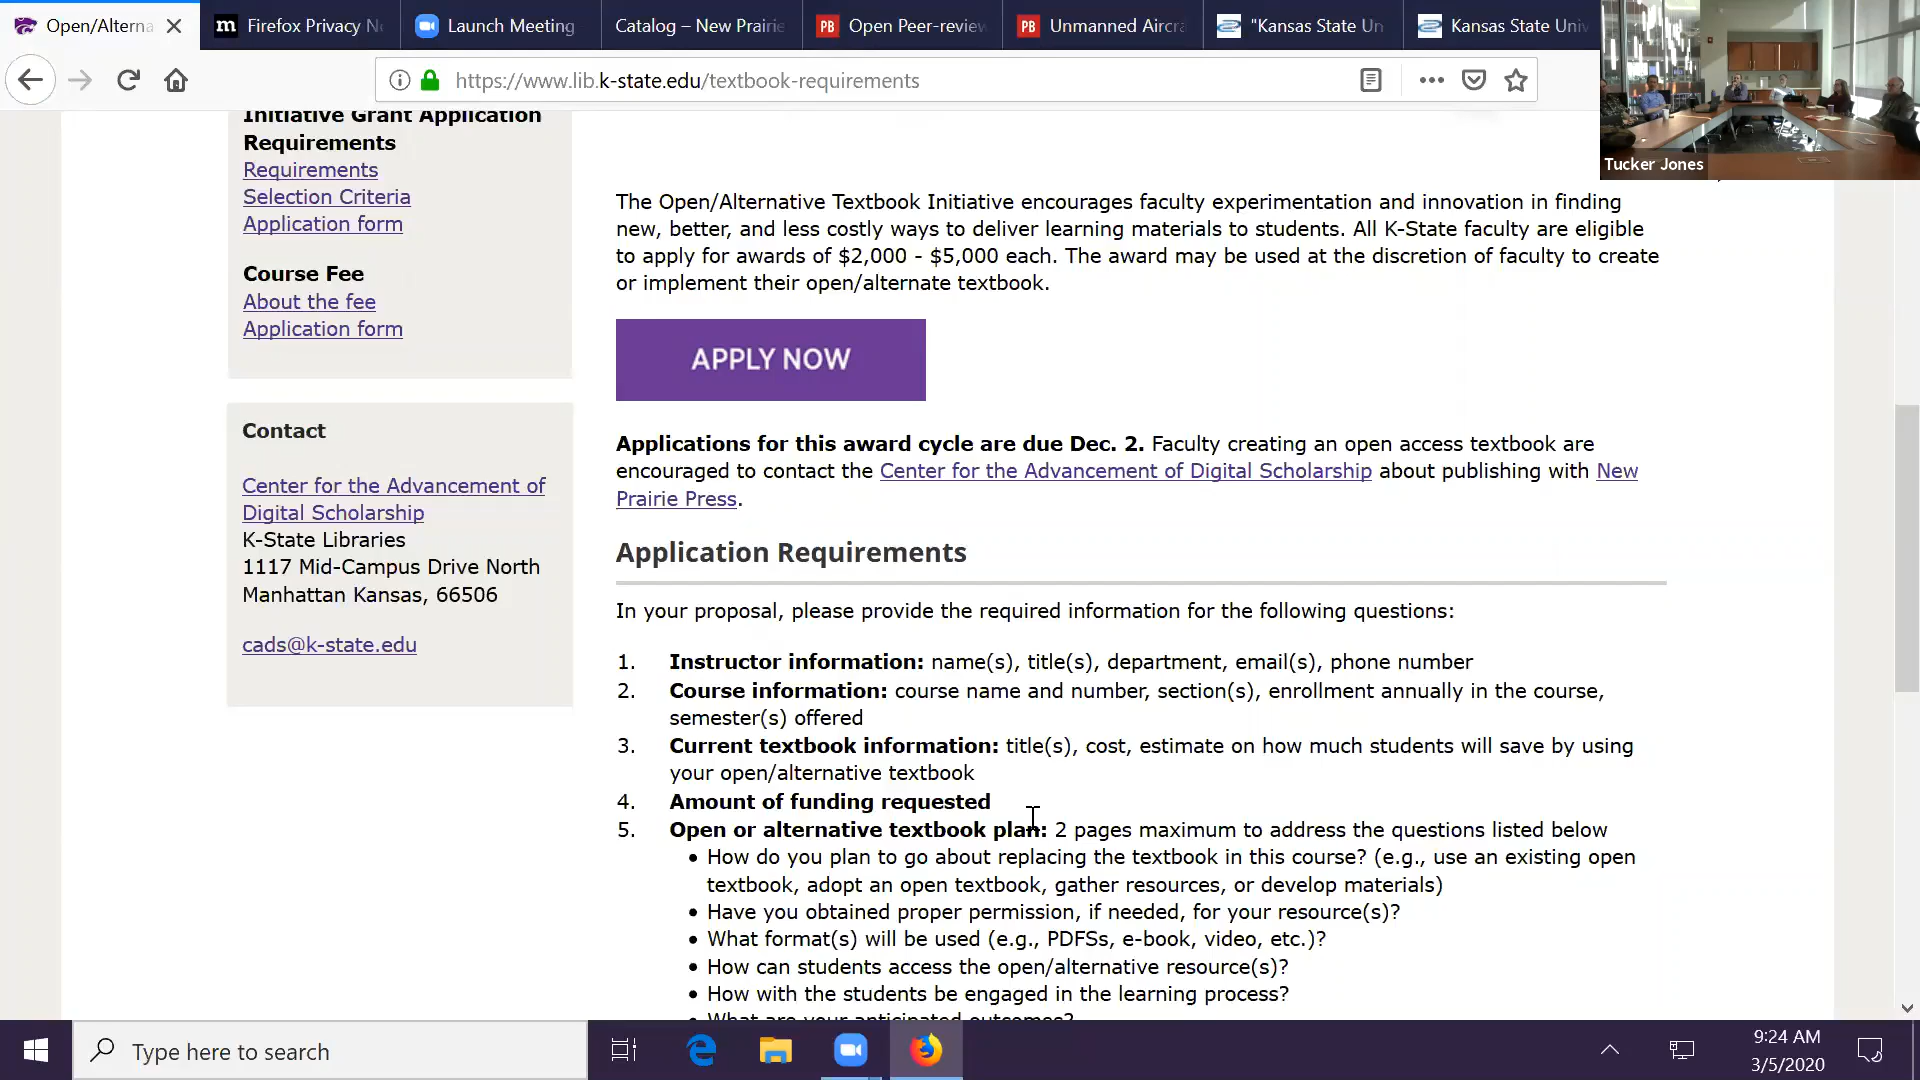 Open/Alterna
Firefox Privacy N
Launch Meeting
Catalog – New Prairie
Open Peer-review
Unmanned Aircra
"Kansas State Un
Kansas State Univ
https://www.lib.k-state.edu/textbook-requirements
Tucker Jones
Initiative Grant Application
Requirements
Requirements
Selection Criteria
Application form
Course Fee
About the fee
Application form
Contact
Center for the Advancement of
Digital Scholarship
K-State Libraries
1117 Mid-Campus Drive North
Manhattan Kansas, 66506
cads@k-state.edu
The Open/Alternative Textbook Initiative encourages faculty experimentation and innovation in finding
new, better, and less costly ways to deliver learning materials to students. All K-State faculty are eligible
to apply for awards of $2,000 - $5,000 each. The award may be used at the discretion of faculty to create
or implement their open/alternate textbook.
APPLY NOW
Applications for this award cycle are due Dec. 2. Faculty creating an open access textbook are
encouraged to contact the Center for the Advancement of Digital Scholarship about publishing with New
Prairie Press.
Application Requirements
In your proposal, please provide the required information for the following questions:
1. Instructor information: name(s), title(s), department, email(s), phone number
2. Course information: course name and number, section(s), enrollment annually in the course,
semester(s) offered
3. Current textbook information: title(s), cost, estimate on how much students will save by using
your open/alternative textbook
4. Amount of funding requested
5. Open or alternative textbook plan: 2 pages maximum to address the questions listed below
• How do you plan to go about replacing the textbook in this course? (e.g., use an existing open
textbook, adopt an open textbook, gather resources, or develop materials)
• Have you obtained proper permission, if needed, for your resource(s)?
• What format(s) will be used (e.g., PDFSs, e-book, video, etc.)?
• How can students access the open/alternative resource(s)?
• How with the students be engaged in the learning process?
• What are your anticipated outcomes?
Type here to search
9:24 AM
3/5/2020